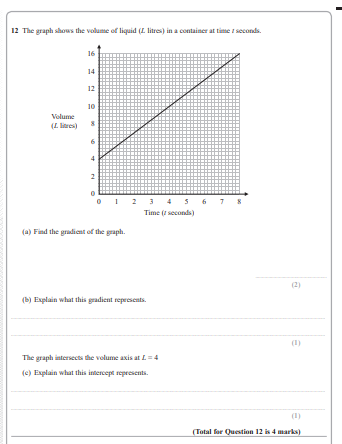 12 The graph shows the volume of liquid (L litres) in a container at time t seconds.
16
14
12
10
Volume
(L litres)
8
6
4
2
0
0 1 2 3 4 5 6 7 8
Time (t seconds)
(a) Find the gradient of the graph.
(2)
(b) Explain what this gradient represents.
(1)
The graph intersects the volume axis at L = 4
(c) Explain what this intercept represents.
(1)
(Total for Question 12 is 4 marks)